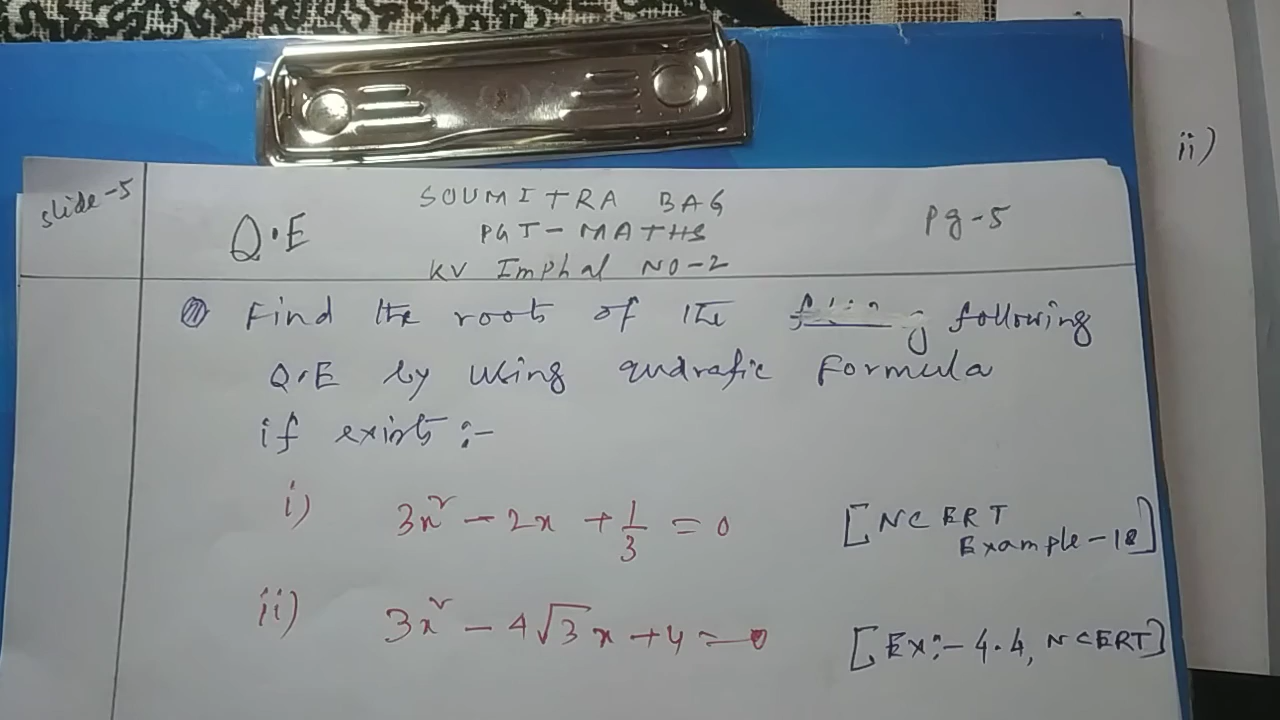 slide-5
Q.E
SOUMITRA BAG
PGT-MATHS
KV Imphal NO-2
Pg-5
Find the roots of the following
Q.E by using qudratic formula
if exists :-
i) 3x² - 2x + 1/3 = 0 [NCERT
Example-18]
ii) 3x² - 4√3x + 4 = 0 [Ex:- 4.4, NCERT]
ii)